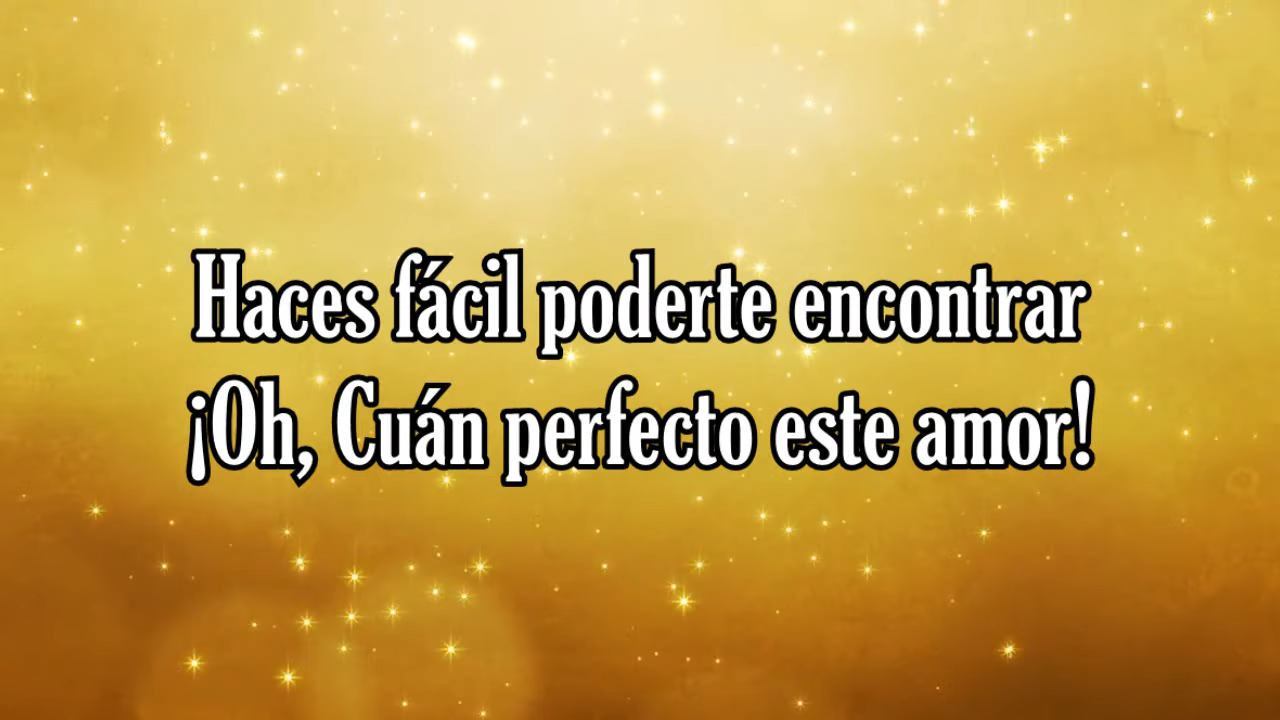 Haces fácil poderte encontrar
¡Oh, Cuán perfecto este amor!